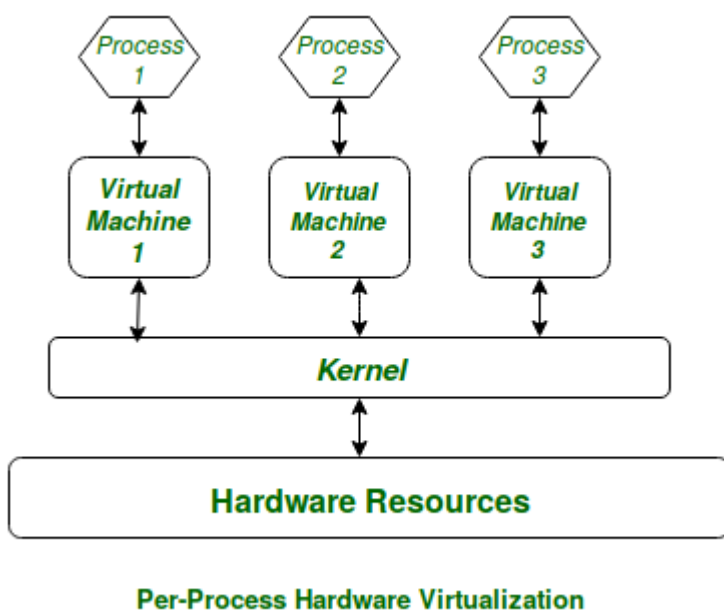 Process
1
Process
2
Process
3
Virtual
Machine
1
Virtual
Machine
2
Virtual
Machine
3
Kernel
Hardware Resources
Per-Process Hardware Virtualization